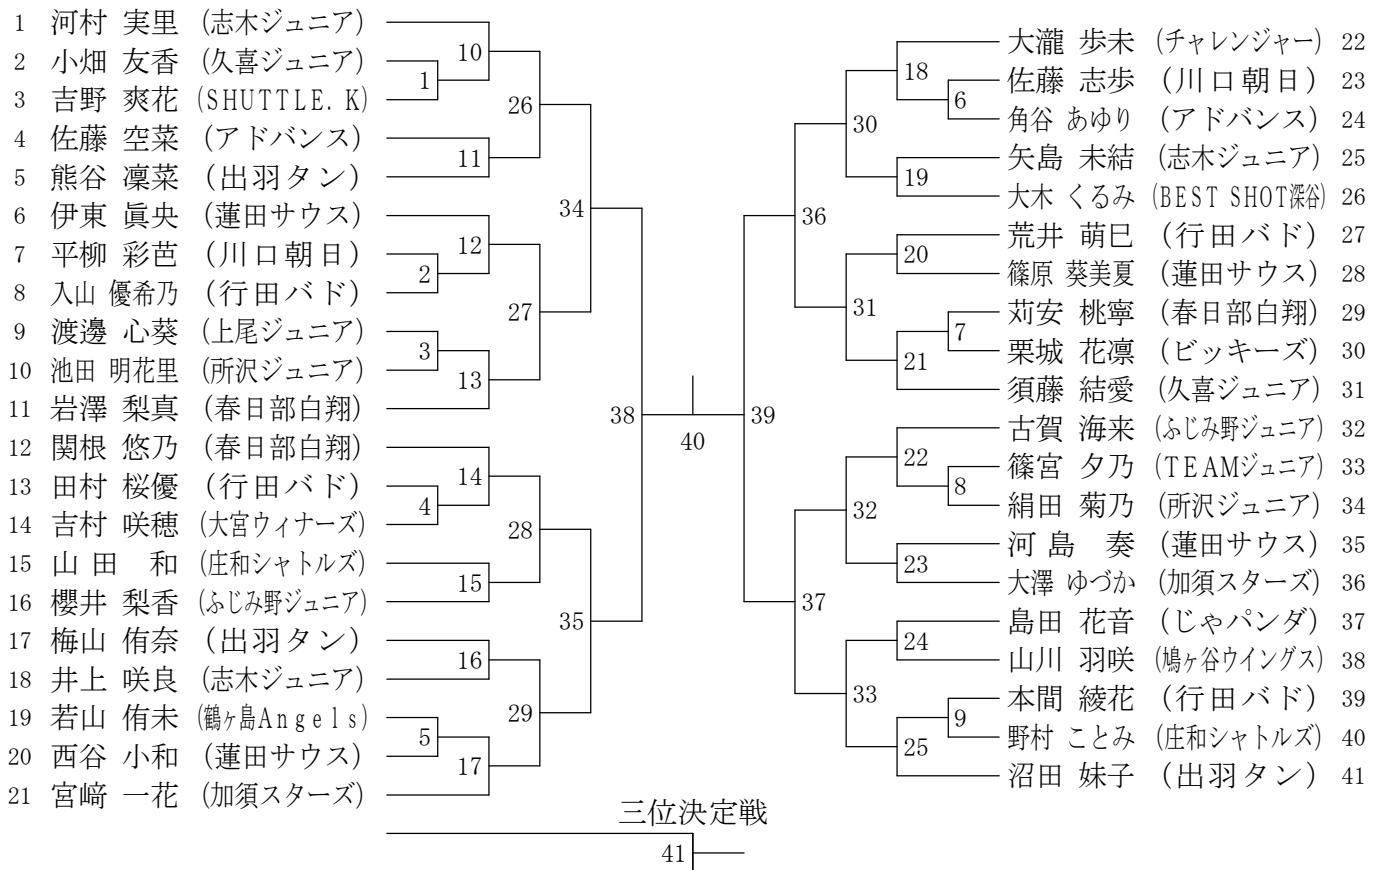 1 河村 実里 (志木ジュニア)
2 小畑 友香 (久喜ジュニア)
3 吉野 爽花 (SHUTTLE. K)
4 佐藤 空菜 (アドバンス)
5 熊谷 凜菜 (出羽タン)
6 伊東 眞央 (蓮田サウス)
7 平柳 彩芭 (川口朝日)
8 入山 優希乃 (行田バド)
9 渡邊 心葵 (上尾ジュニア)
10 池田 明花里 (所沢ジュニア)
11 岩澤 梨真 (春日部白翔)
12 関根 悠乃 (春日部白翔)
13 田村 桜優 (行田バド)
14 吉村 咲穂 (大宮ウィナーズ)
15 山田 和 (庄和シャトルズ)
16 櫻井 梨香 (ふじみ野ジュニア)
17 梅山 侑奈 (出羽タン)
18 井上 咲良 (志木ジュニア)
19 若山 侑未 (鶴ヶ島Angels)
20 西谷 小和 (蓮田サウス)
21 宮﨑 一花 (加須スターズ)
10
1
26
11
34
12
2
27
3
13
38
14
4
28
15
35
16
29
5
17
40
39
18
6
30
19
36
20
31
7
21
22
8
32
23
37
24
33
9
25
大瀧 歩未 (チャレンジャー) 22
佐藤 志歩 (川口朝日) 23
角谷 あゆり (アドバンス) 24
矢島 未結 (志木ジュニア) 25
大木 くるみ (BEST SHOT深谷) 26
荒井 萌巳 (行田バド) 27
篠原 葵美夏 (蓮田サウス) 28
苅安 桃寧 (春日部白翔) 29
栗城 花凛 (ビッキーズ) 30
須藤 結愛 (久喜ジュニア) 31
古賀 海来 (ふじみ野ジュニア) 32
篠宮 夕乃 (TEAMジュニア) 33
絹田 菊乃 (所沢ジュニア) 34
河島 奏 (蓮田サウス) 35
大澤 ゆづか (加須スターズ) 36
島田 花音 (じゃパンダ) 37
山川 羽咲 (鳩ヶ谷ウイングス) 38
本間 綾花 (行田バド) 39
野村 ことみ (庄和シャトルズ) 40
沼田 妹子 (出羽タン) 41
三位決定戦
41